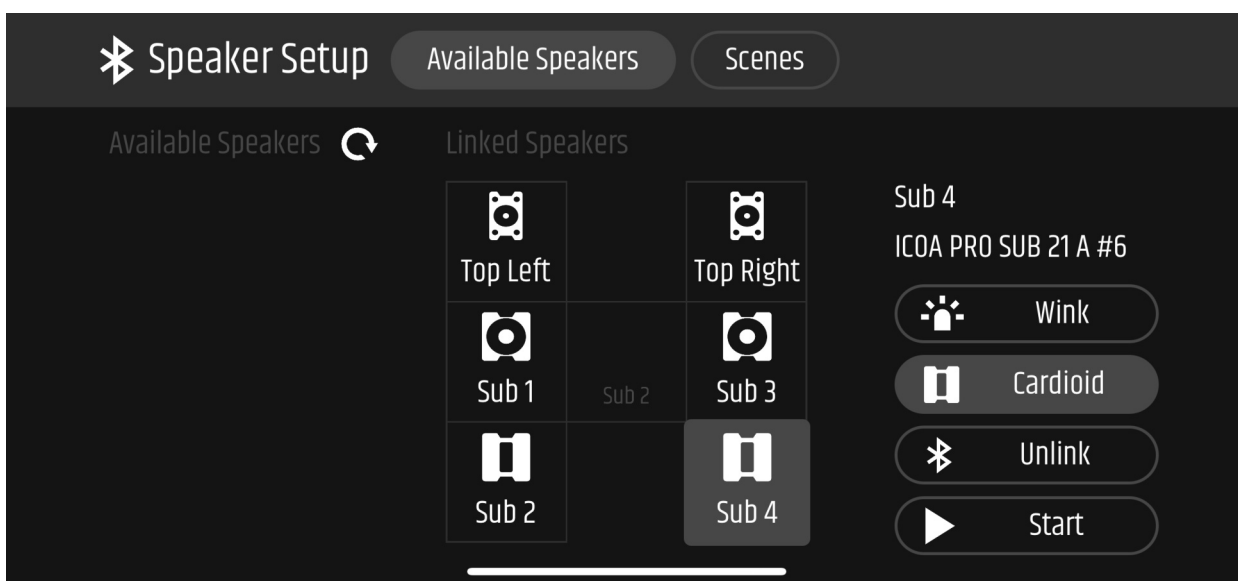 Speaker Setup
Available Speakers
Scenes
Available Speakers
Linked Speakers
Top Left
Top Right
Sub 1
Sub 2
Sub 3
Sub 2
Sub 4
Sub 4
ICOA PRO SUB 21 A #6
Wink
Cardioid
Unlink
Start